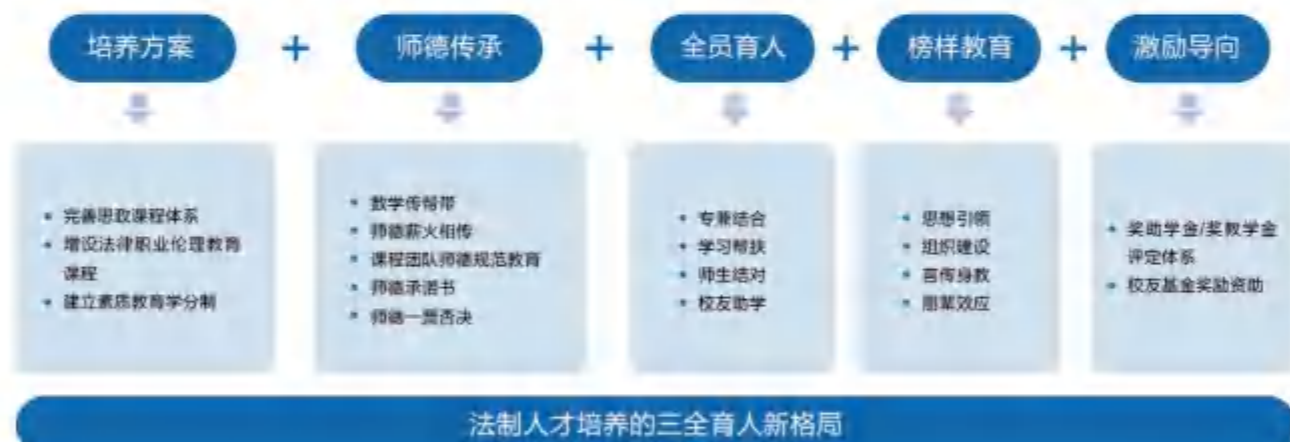 培养方案 + 师德传承 + 全员育人 + 榜样教育 + 激励导向
• 完善思政课程体系
• 增设法律职业伦理教育
课程
• 建立素质教育学分制
• 教学传帮带
• 师德薪火相传
• 课程团队师德规范教育
• 师德承诺书
• 师德一票否决
• 专兼结合
• 学习帮扶
• 师生结对
• 校友助学
• 思想引领
• 组织建设
• 言传身教
• 朋辈效应
• 奖助学金/奖教学金
评定体系
• 校友基金奖励资助
法制人才培养的三全育人新格局